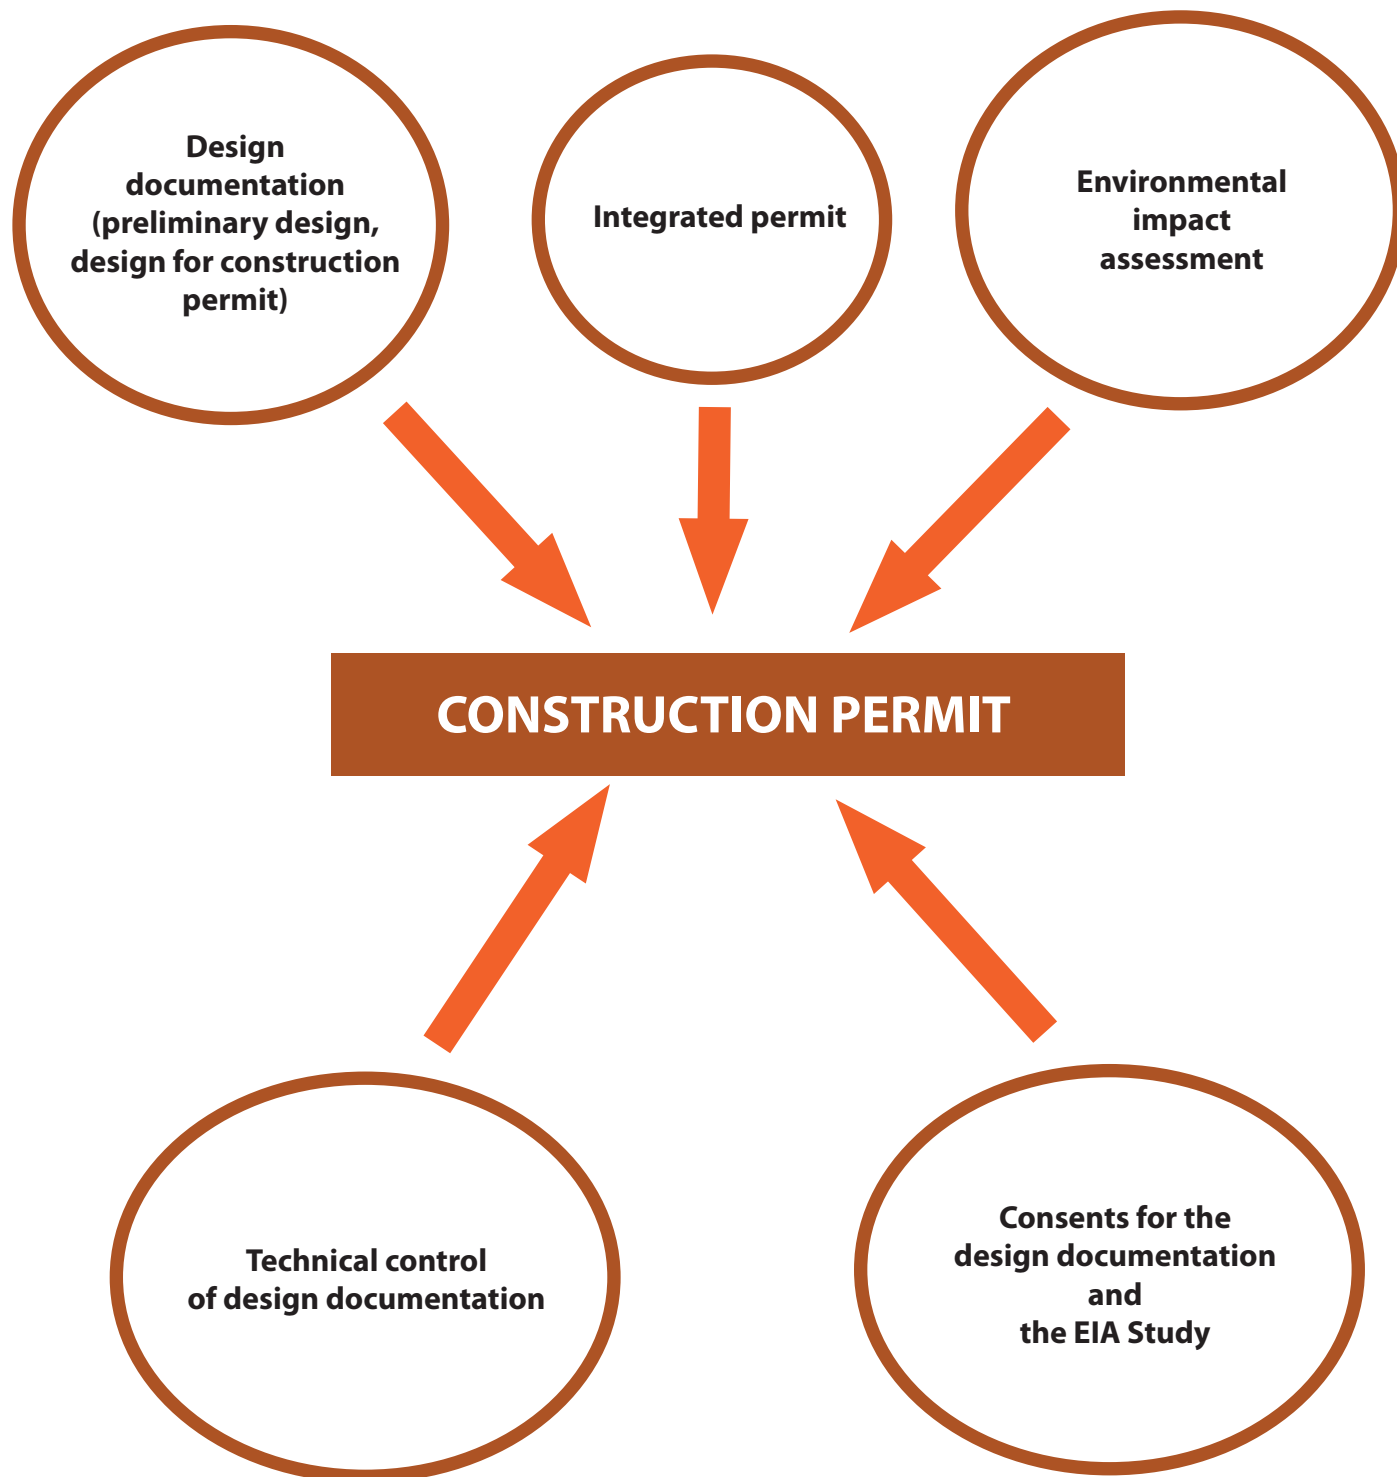 Design
documentation
(preliminary design,
design for construction
permit)
Integrated permit
Environmental
impact
assessment
CONSTRUCTION PERMIT
Technical control
of design documentation
Consents for the
design documentation
and
the EIA Study